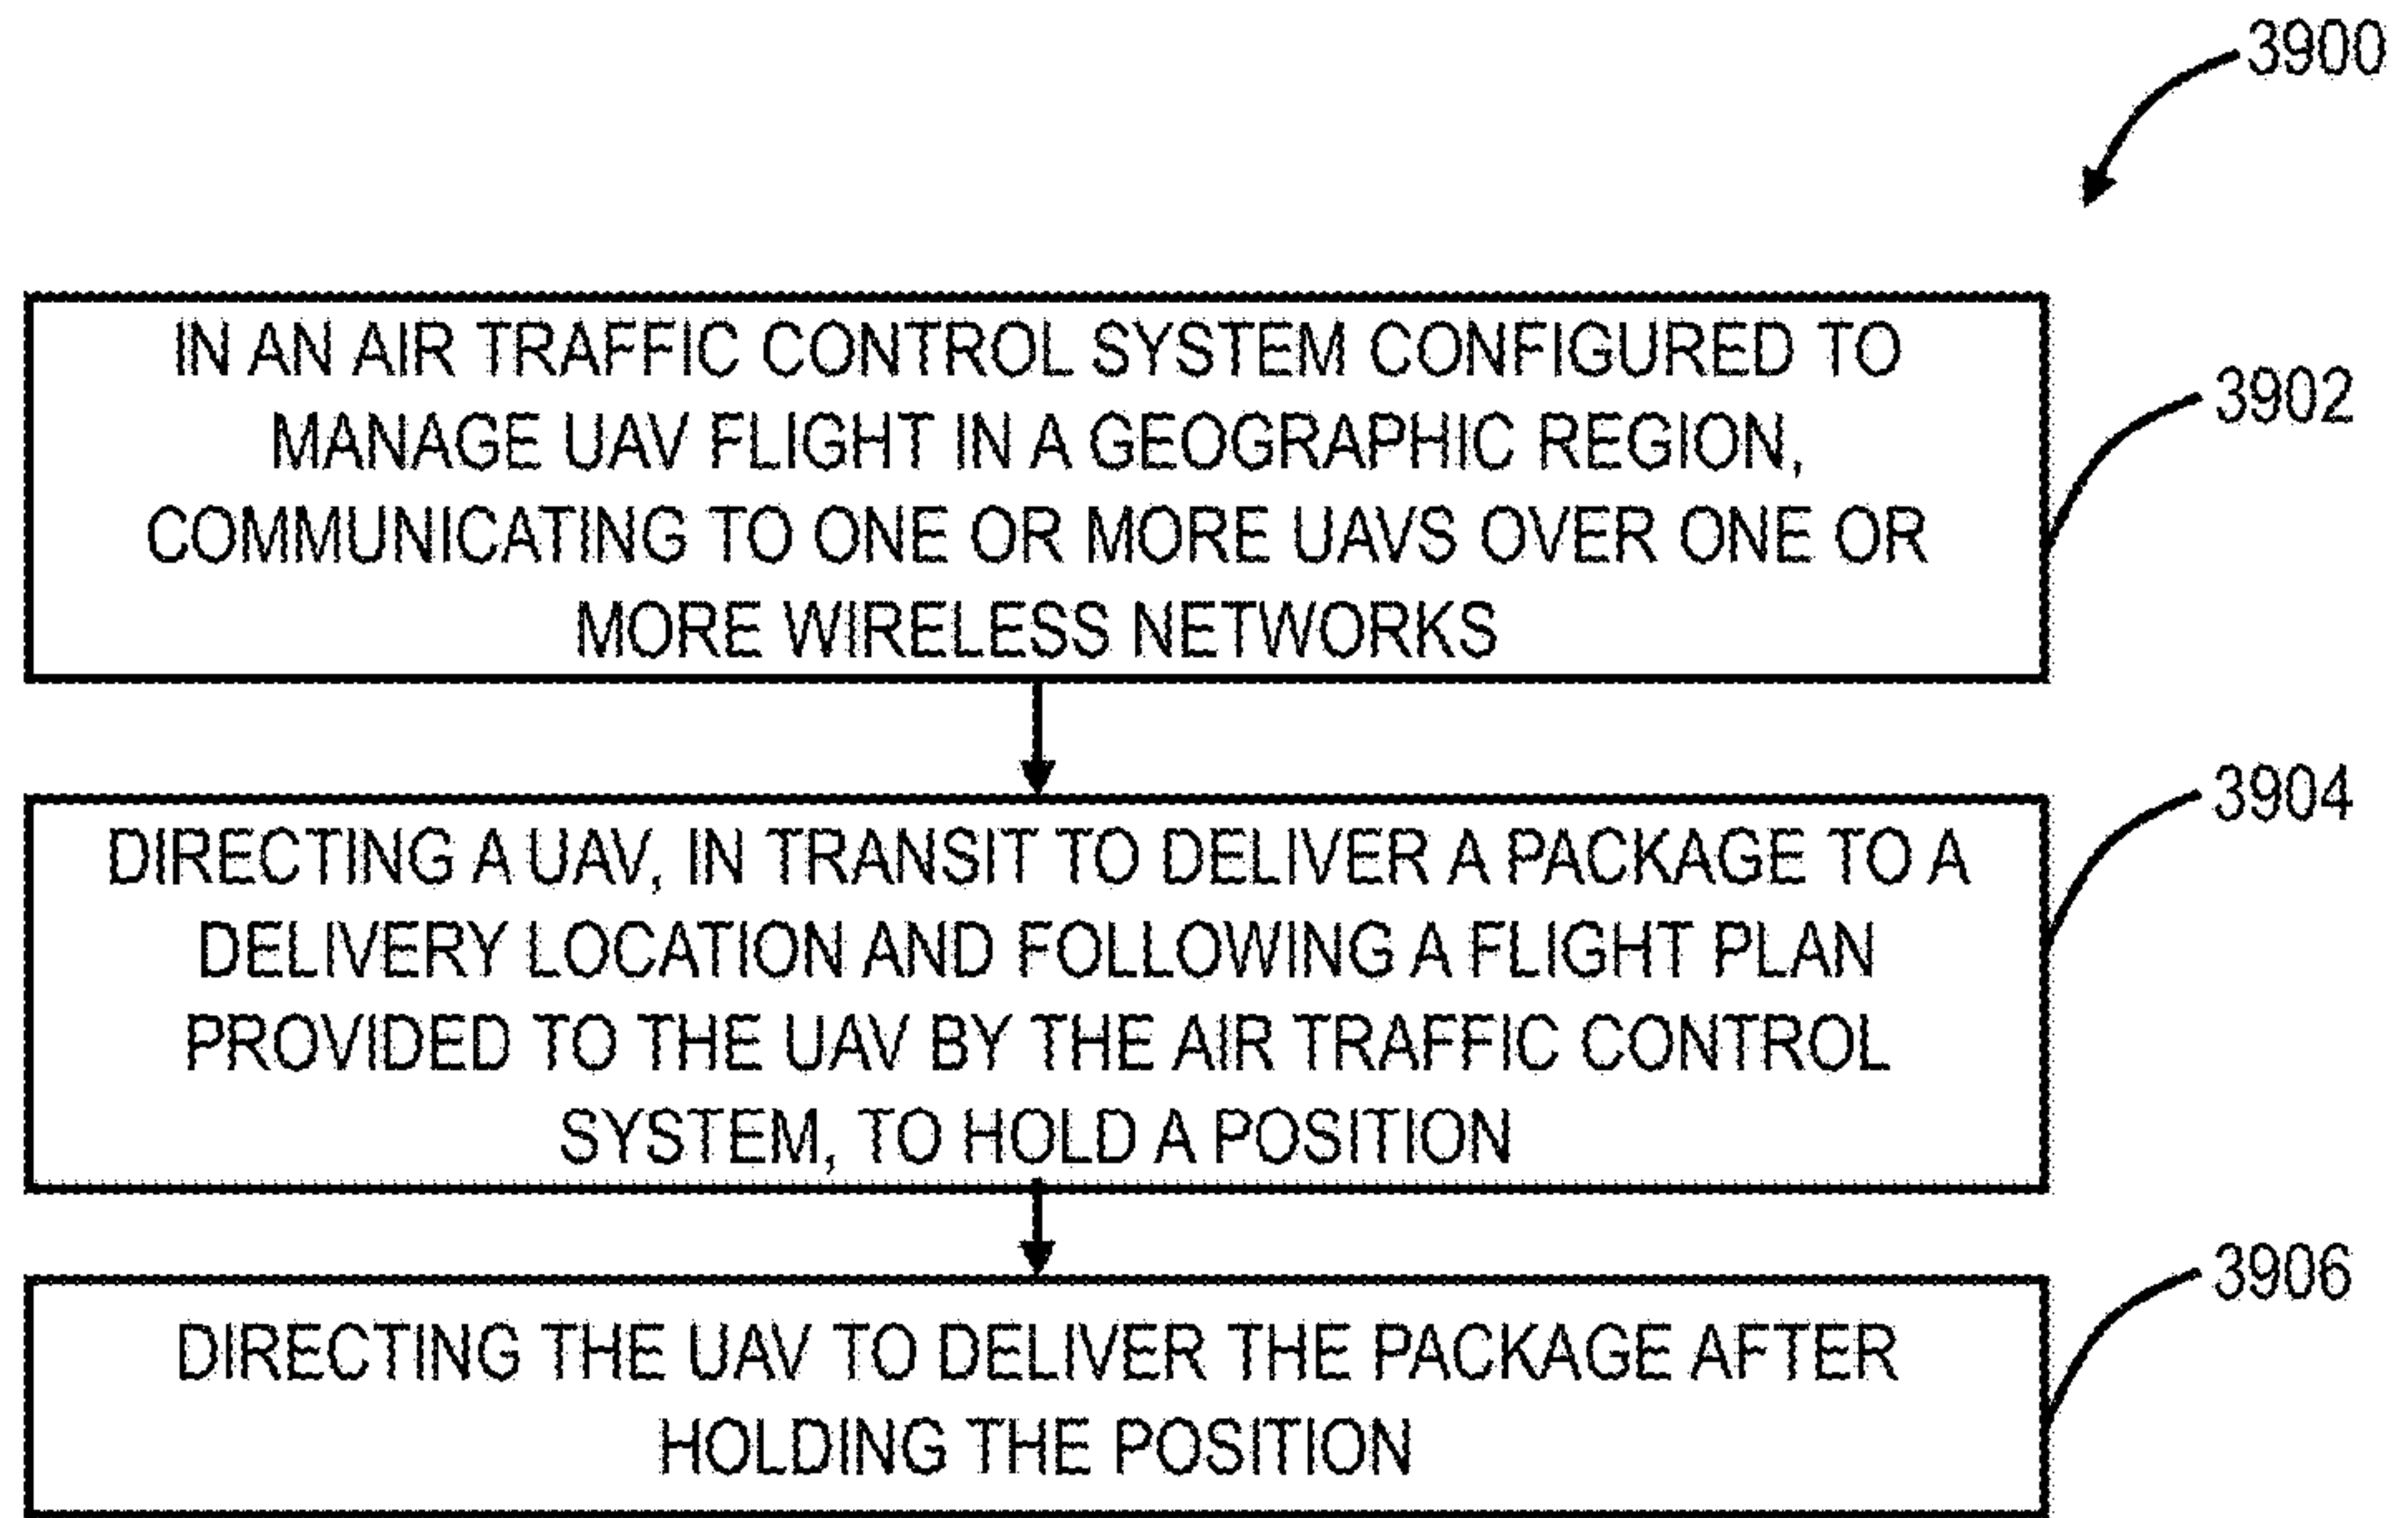 3900
IN AN AIR TRAFFIC CONTROL SYSTEM CONFIGURED TO
MANAGE UAV FLIGHT IN A GEOGRAPHIC REGION,
COMMUNICATING TO ONE OR MORE UAVS OVER ONE OR
MORE WIRELESS NETWORKS
3902
DIRECTING A UAV, IN TRANSIT TO DELIVER A PACKAGE TO A
DELIVERY LOCATION AND FOLLOWING A FLIGHT PLAN
PROVIDED TO THE UAV BY THE AIR TRAFFIC CONTROL
SYSTEM, TO HOLD A POSITION
3904
DIRECTING THE UAV TO DELIVER THE PACKAGE AFTER
HOLDING THE POSITION
3906